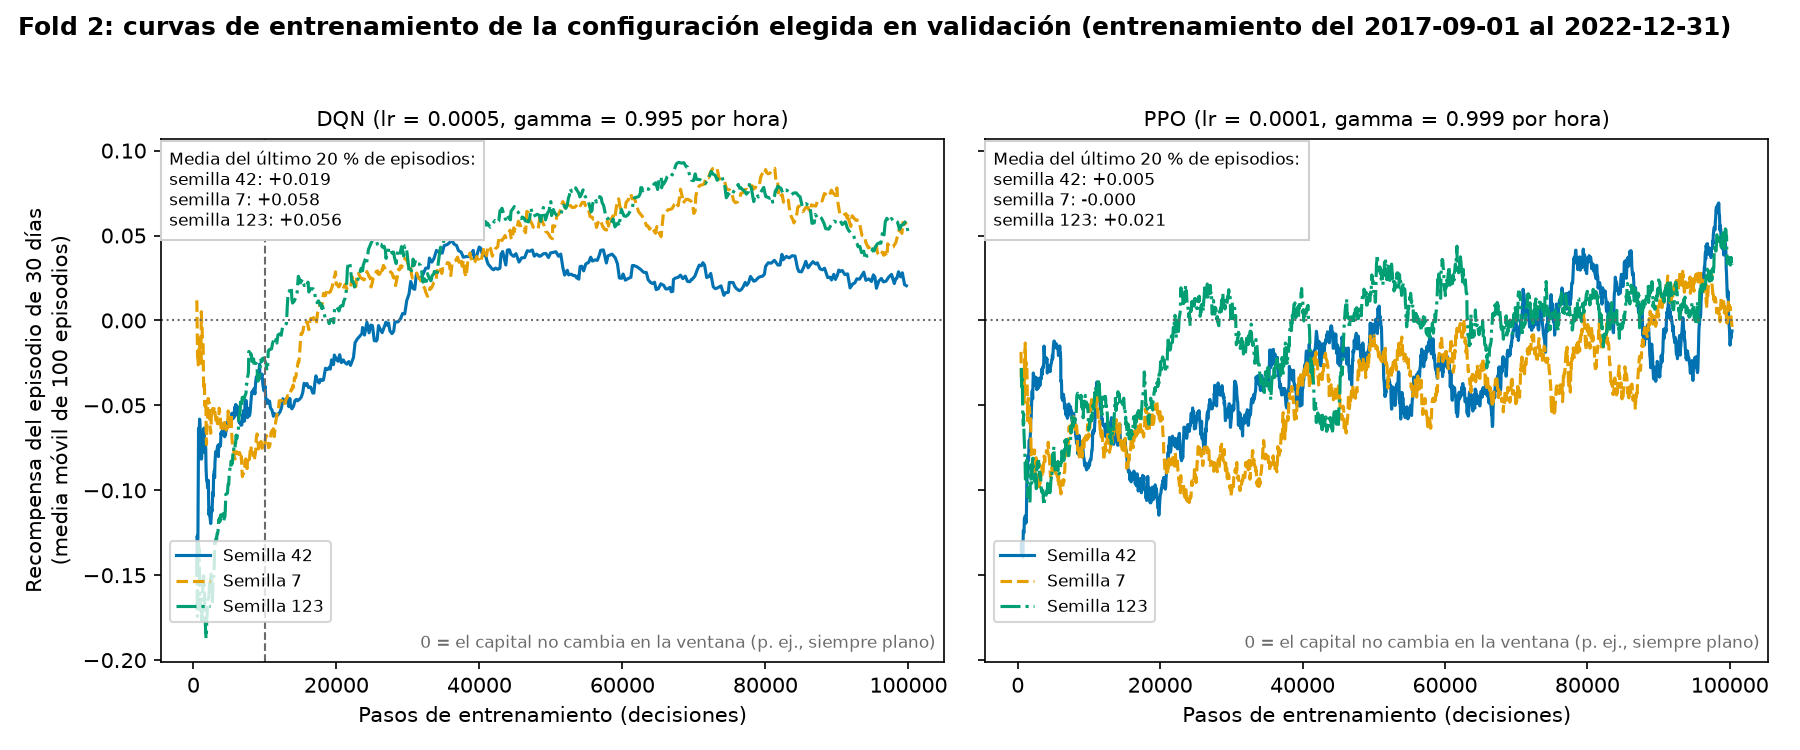 Fold 2: curvas de entrenamiento de la configuración elegida en validación (entrenamiento del 2017-09-01 al 2022-12-31)
DQN (lr = 0.0005, gamma = 0.995 por hora)
Recompensa del episodio de 30 días
(media móvil de 100 episodios)
0.10
0.05
0.00
−0.05
−0.10
−0.15
−0.20
Media del último 20 % de episodios:
semilla 42: +0.019
semilla 7: +0.058
semilla 123: +0.056
Semilla 42
Semilla 7
Semilla 123
0 = el capital no cambia en la ventana (p. ej., siempre plano)
0 20000 40000 60000 80000 100000
Pasos de entrenamiento (decisiones)
PPO (lr = 0.0001, gamma = 0.999 por hora)
Media del último 20 % de episodios:
semilla 42: +0.005
semilla 7: -0.000
semilla 123: +0.021
Semilla 42
Semilla 7
Semilla 123
0 = el capital no cambia en la ventana (p. ej., siempre plano)
0 20000 40000 60000 80000 100000
Pasos de entrenamiento (decisiones)